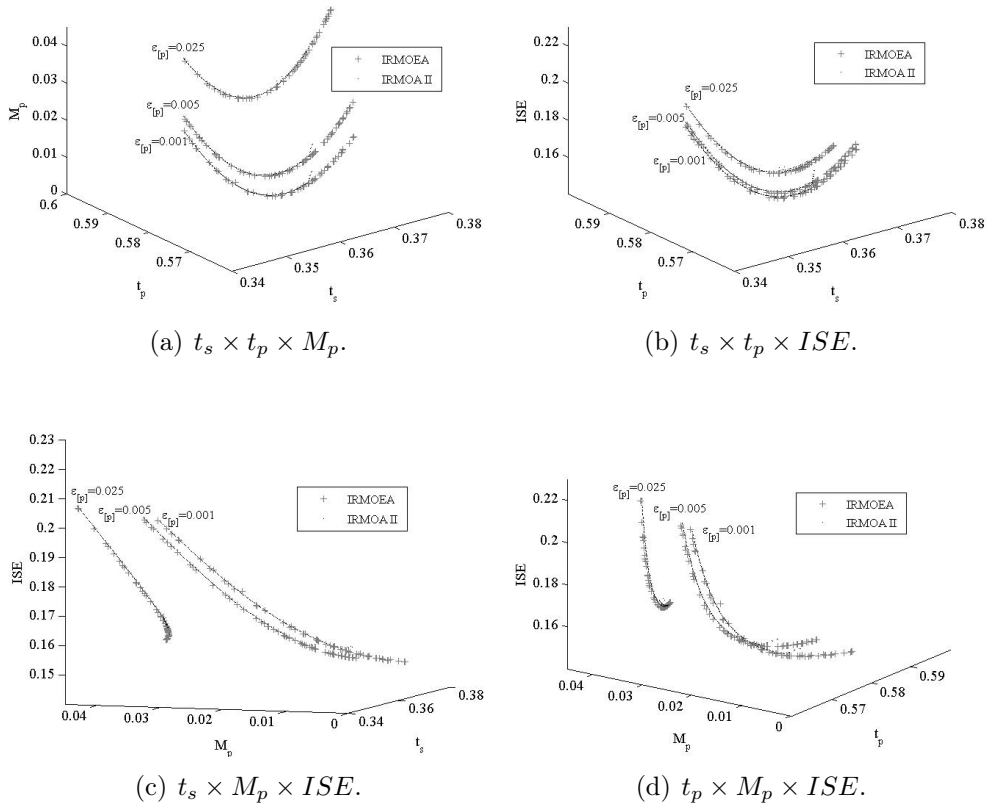 0.04
0.03
0.02
0.01
0
0.6
0.59
0.58
0.57
0.34
0.35
0.36
0.37
0.38
M_p
t_p
t_s
ε_[p]=0.025
ε_[p]=0.005
ε_[p]=0.001
IRMOEA
IRMOA II
(a) t_s × t_p × M_p.
0.22
0.2
0.18
0.16
0.6
0.59
0.58
0.57
0.34
0.35
0.36
0.37
0.38
ISE
t_p
t_s
ε_[p]=0.025
ε_[p]=0.005
ε_[p]=0.001
IRMOEA
IRMOA II
(b) t_s × t_p × ISE.
0.23
0.22
0.21
0.2
0.19
0.18
0.17
0.16
0.15
0.04
0.03
0.02
0.01
0
0.34
0.36
0.38
ISE
M_p
t_s
ε_[p]=0.025
ε_[p]=0.005
ε_[p]=0.001
IRMOEA
IRMOA II
(c) t_s × M_p × ISE.
0.22
0.2
0.18
0.16
0.04
0.03
0.02
0.01
0
0.57
0.58
0.59
ISE
M_p
t_p
ε_[p]=0.025
ε_[p]=0.005
ε_[p]=0.001
IRMOEA
IRMOA II
(d) t_p × M_p × ISE.